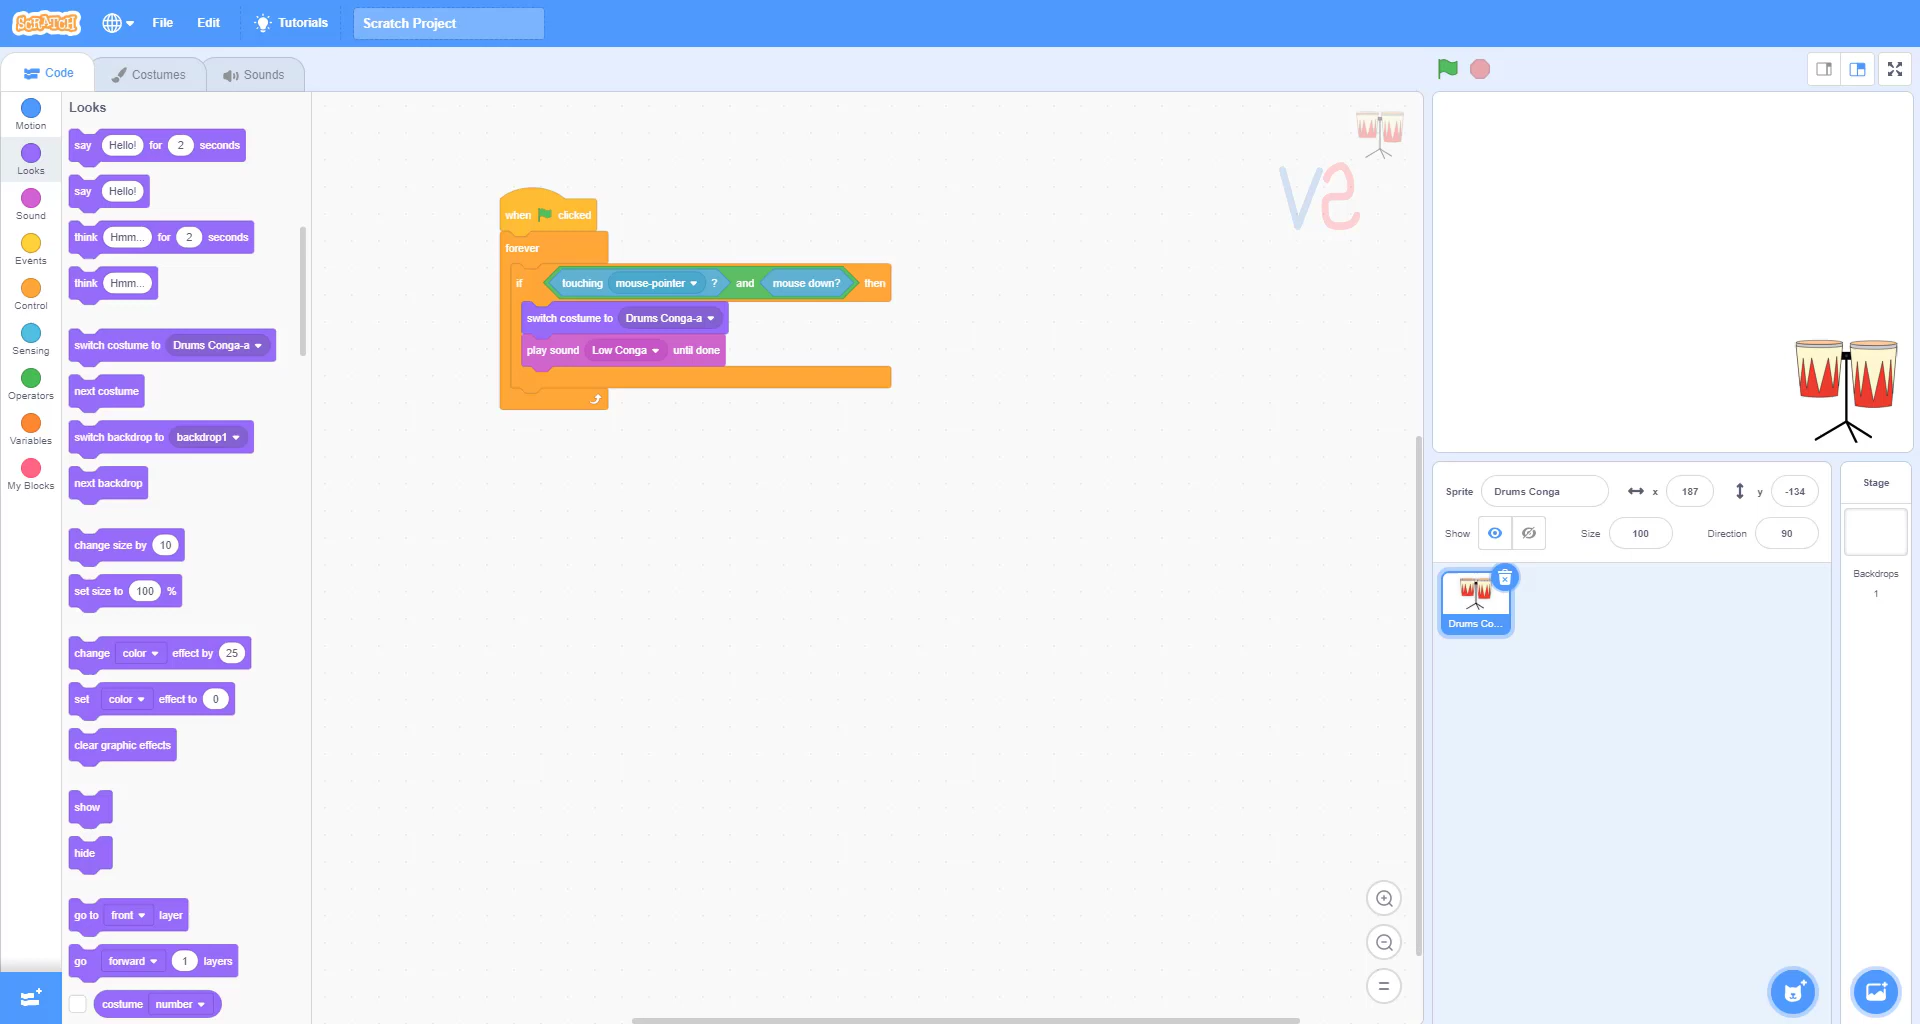 SCRATCH File Edit Tutorials Scratch Project
Code Costumes Sounds
Motion
Looks
Sound
Events
Control
Sensing
Operators
Variables
My Blocks
Looks
say Hello! for 2 seconds
say Hello!
think Hmm... for 2 seconds
think Hmm...
switch costume to Drums Conga-a
next costume
switch backdrop to backdrop1
next backdrop
change size by 10
set size to 100 %
change color effect by 25
set color effect to 0
clear graphic effects
show
hide
go to front layer
go forward 1 layers
costume number
when clicked
forever
if touching mouse-pointer ? and mouse down? then
switch costume to Drums Conga-a
play sound Low Conga until done
VS
Sprite Drums Conga x 187 y -134
Show Size 100 Direction 90
Drums Co...
Stage
Backdrops
1